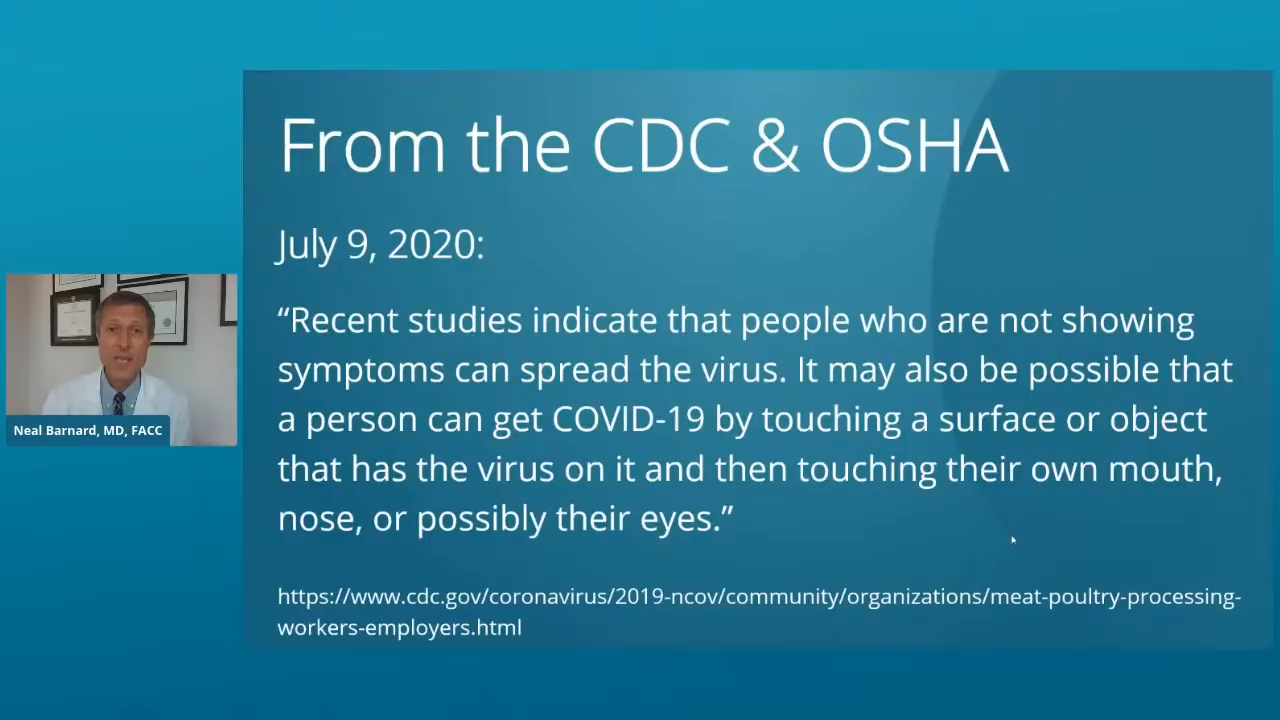 From the CDC & OSHA
July 9, 2020:
“Recent studies indicate that people who are not showing
symptoms can spread the virus. It may also be possible that
a person can get COVID-19 by touching a surface or object
that has the virus on it and then touching their own mouth,
nose, or possibly their eyes.”
https://www.cdc.gov/coronavirus/2019-ncov/community/organizations/meat-poultry-processing-
workers-employers.html
Neal Barnard, MD, FACC